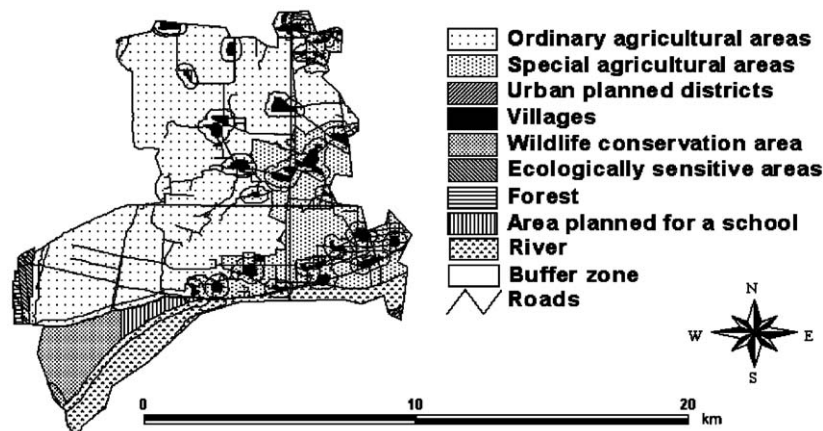 Ordinary agricultural areas
Special agricultural areas
Urban planned districts
Villages
Wildlife conservation area
Ecologically sensitive areas
Forest
Area planned for a school
River
Buffer zone
Roads
N
W E
S
0 10 20
km